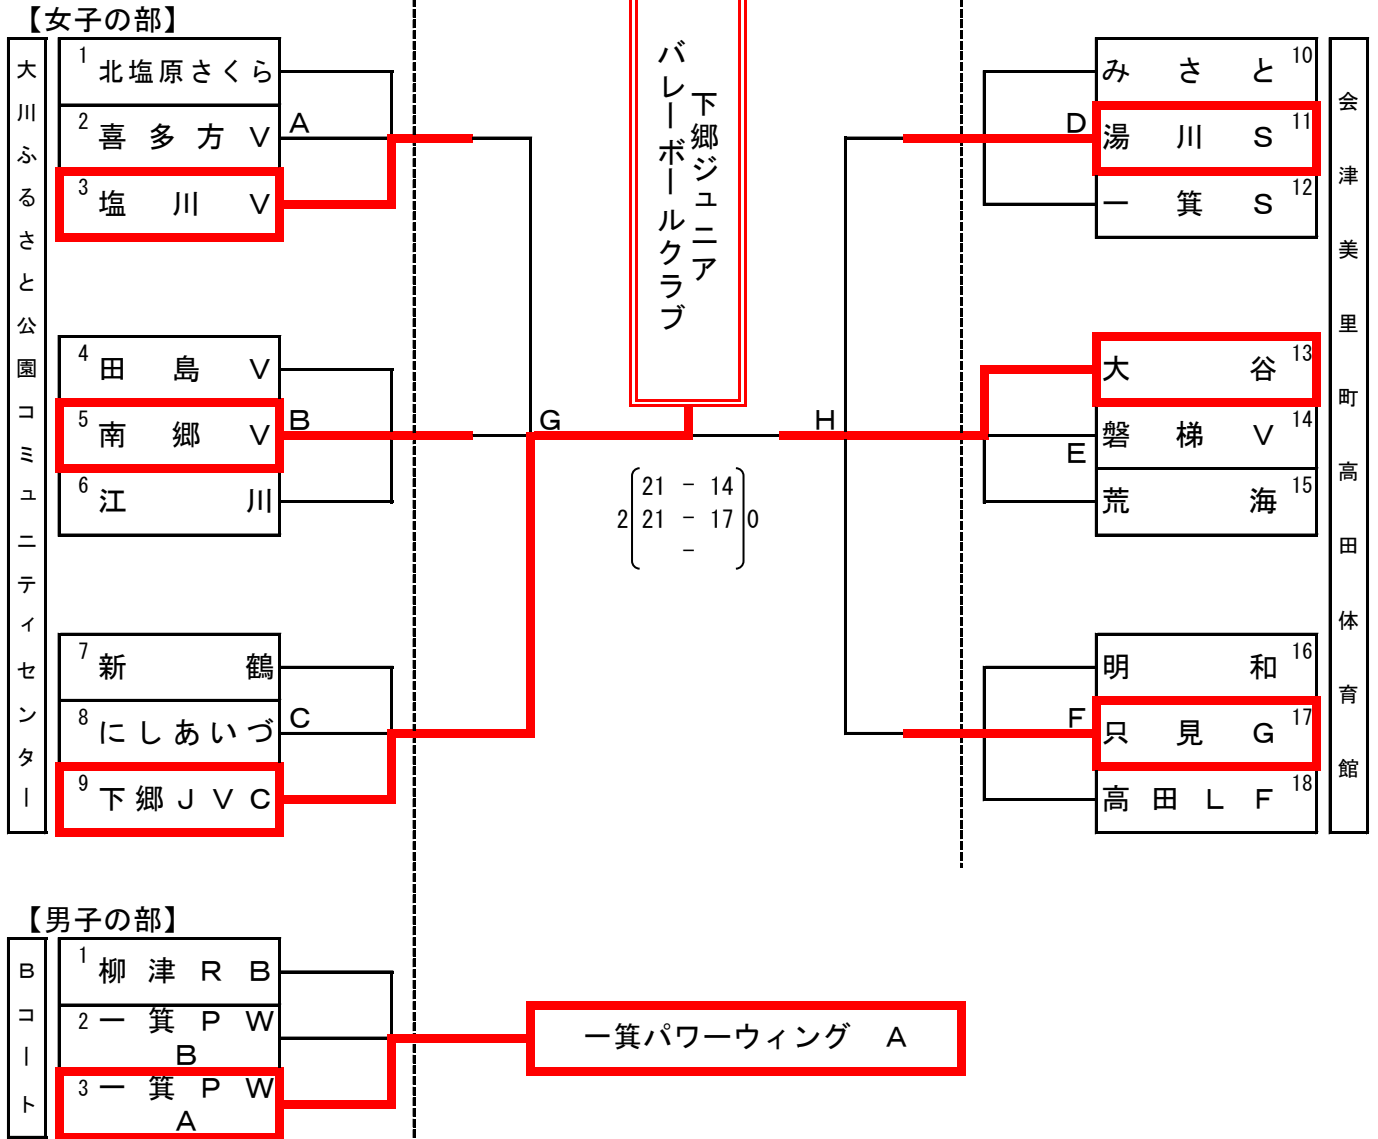 【女子の部】
大川ふるさと公園コミュニティセンター
1 北塩原さくら
2 喜多方V
3 塩川V
A
4 田島V
5 南郷V
6 江川
B
7 新鶴
8 にしあいづ
9 下郷JVC
C
G
下郷ジュニア
バレーボールクラブ
21 - 14
2 21 - 17 0
-
H
みさと 10
湯川S 11
一箕S 12
D
大谷 13
磐梯V 14
荒海 15
E
明和 16
只見G 17
高田LF 18
F
会津美里町高田体育館
【男子の部】
Bコート
1 柳津RB
2 一箕PW
B
3 一箕PW
A
一箕パワーウィング A